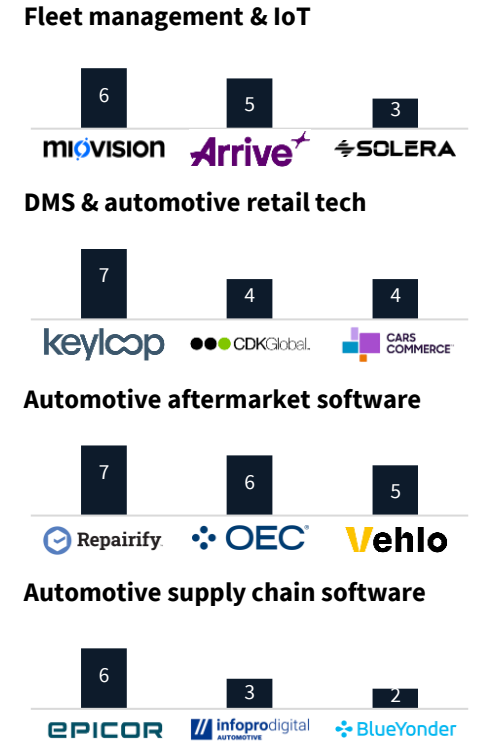 Fleet management & IoT
6 5 3
miovision Arrive SOLERA
DMS & automotive retail tech
7 4 4
keyloop CDKGlobal. CARS COMMERCE™
Automotive aftermarket software
7 6 5
Repairify OEC® Vehlo
Automotive supply chain software
6 3 2
EPICOR infoprodigital AUTOMOTIVE BlueYonder